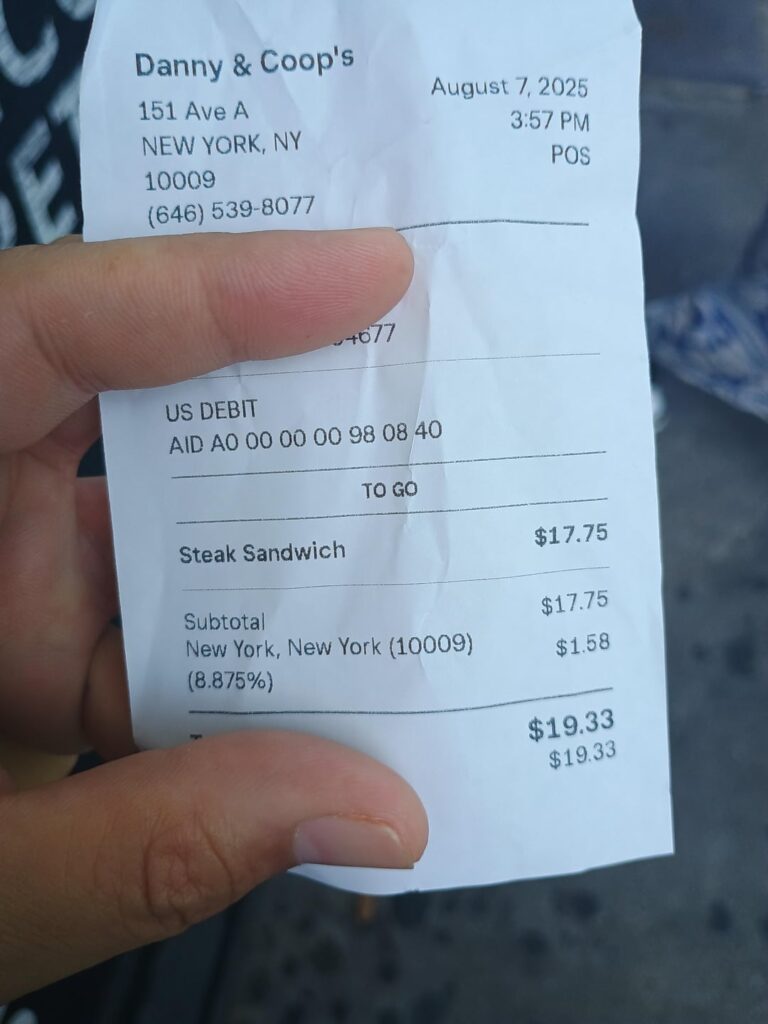 Danny & Coop's
151 Ave A
NEW YORK, NY
10009
(646) 539-8077
August 7, 2025
3:57 PM
POS
US DEBIT
AID A0 00 00 00 98 08 40
TO GO
Steak Sandwich $17.75
Subtotal $17.75
New York, New York (10009) $1.58
(8.875%)
$19.33
$19.33